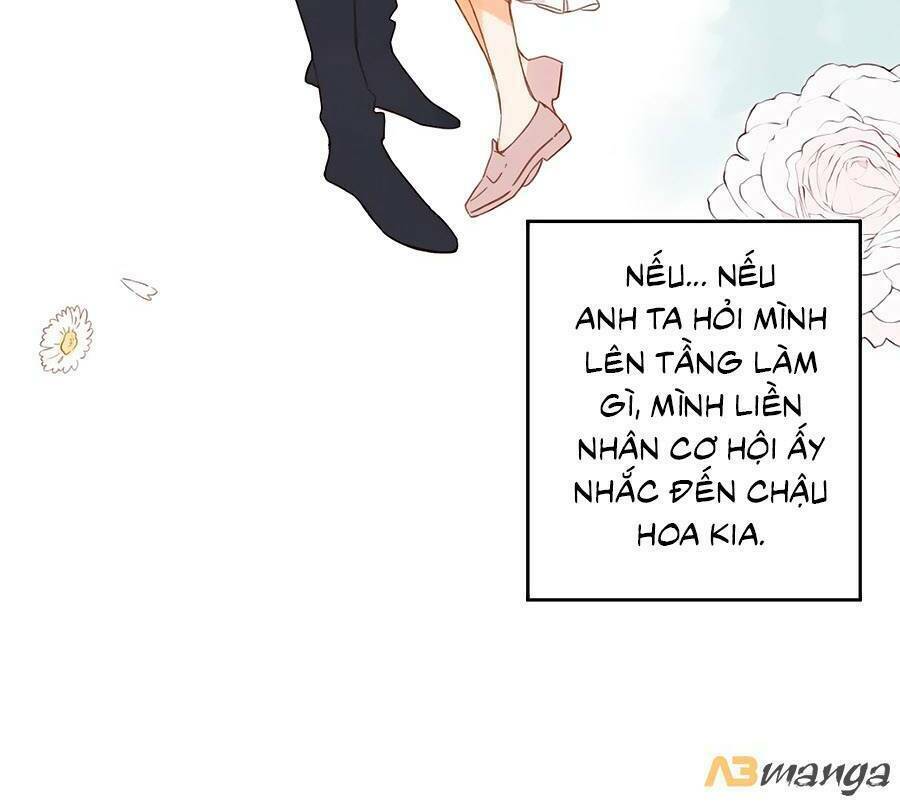 NẾU... NẾU
ANH TA HỎI MÌNH
LÊN TẦNG LÀM
GÌ, MÌNH LIỀN
NHÂN CƠ HỘI ẤY
NHẮC ĐẾN CHẬU
HOA KIA.
A3manga